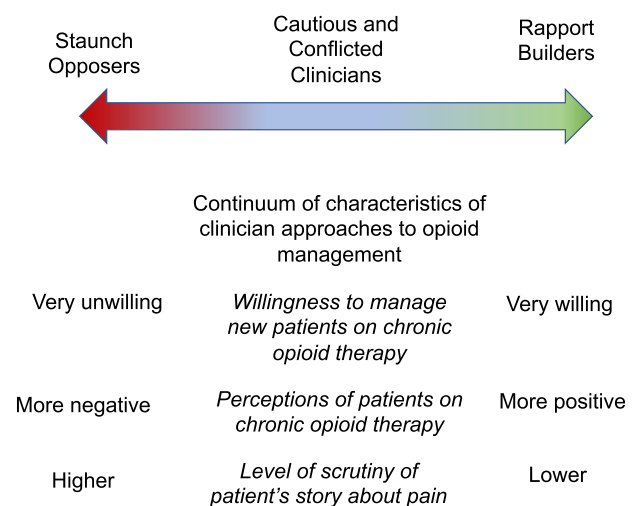 Staunch
Opposers
Cautious and
Conflicted
Clinicians
Rapport
Builders
Continuum of characteristics of
clinician approaches to opioid
management
Very unwilling
Willingness to manage
new patients on chronic
opioid therapy
Very willing
More negative
Perceptions of patients on
chronic opioid therapy
More positive
Higher
Level of scrutiny of
patient's story about pain
Lower